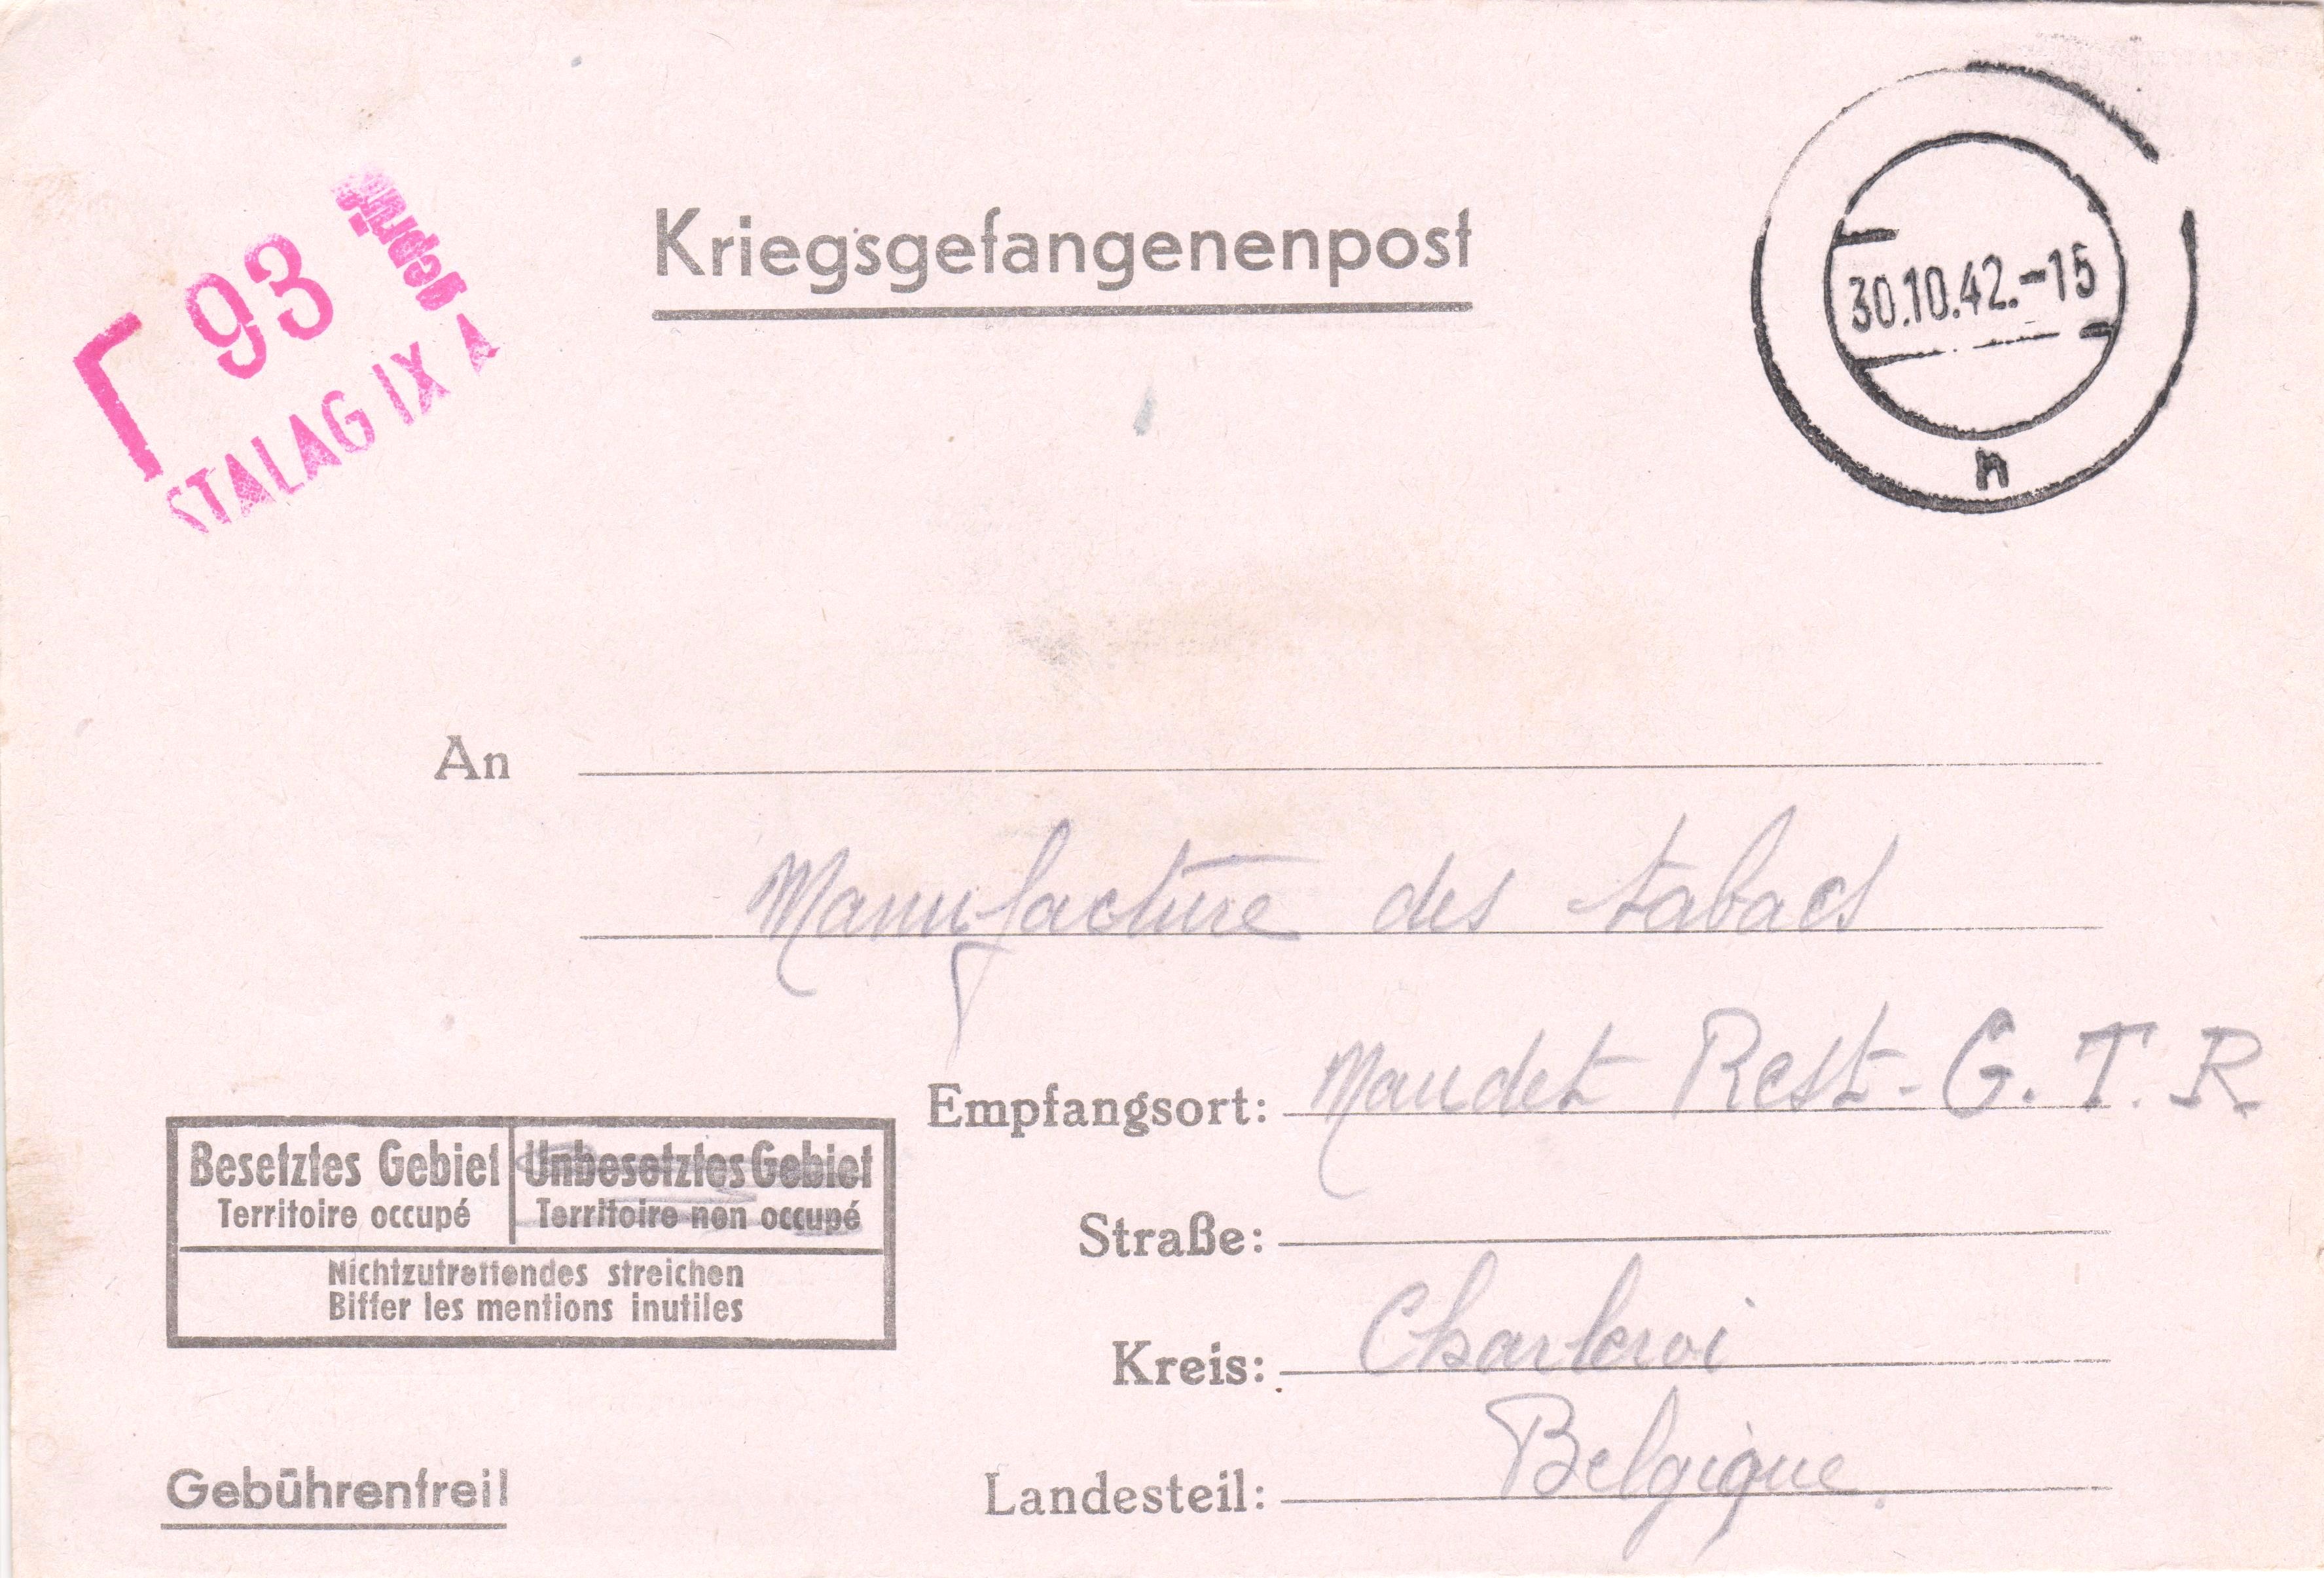 93
geprüft
STALAG IX A
Kriegsgefangenenpost
30.10.42.-15
n
An
Manufacture des tabacs
Empfangsort: Maudet Rest- G. T. R
Straße:
Kreis: Charleroi
Landesteil: Belgique.
Besetztes Gebiet
Territoire occupé
Unbesetztes Gebiet
Territoire non occupé
Nichtzutreffendes streichen
Biffer les mentions inutiles
Gebührenfrei!